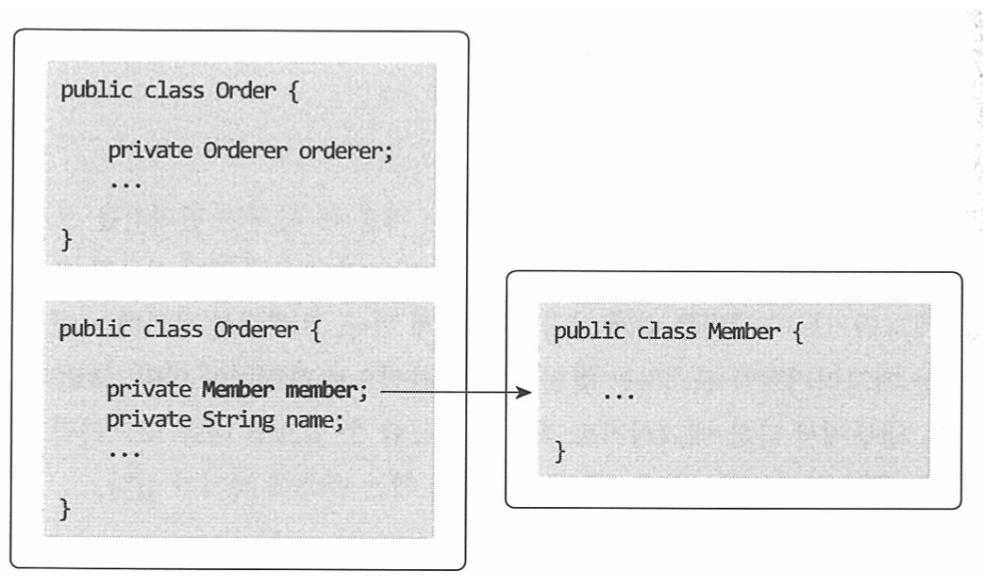 public class Order {
private Orderer orderer;
...
}
public class Orderer {
private Member member;
private String name;
...
}
public class Member {
...
}